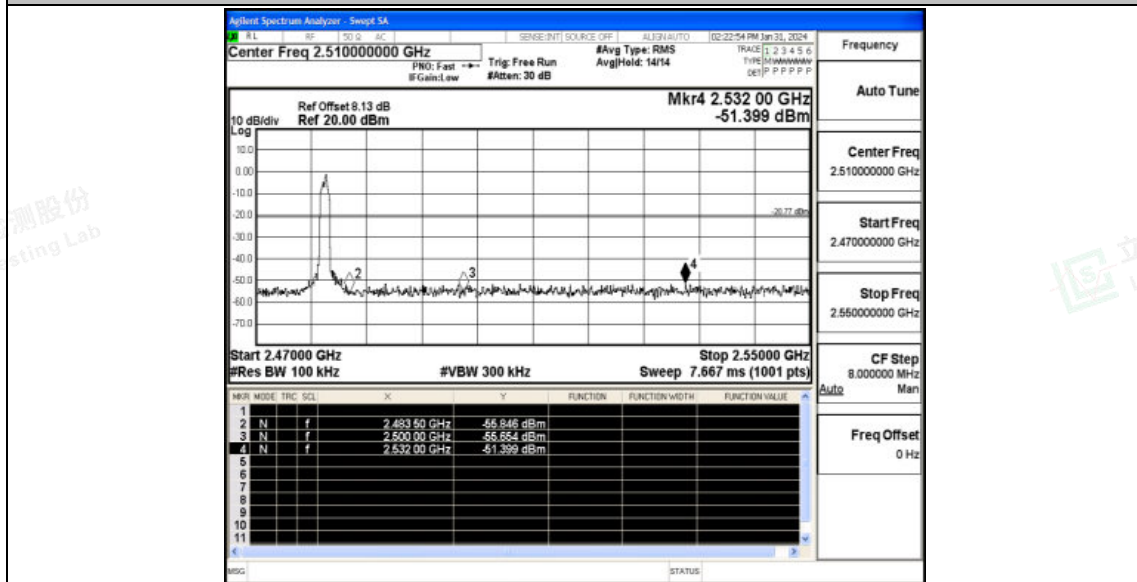 Agilent Spectrum Analyzer - Swept SA
RL RF 50 Ω AC SENSE:INT SOURCE OFF ALIGN AUTO 02:22:54 PM Jan 31, 2024
Center Freq 2.510000000 GHz
PNO: Fast
IFGain:Low
Trig: Free Run
#Atten: 30 dB
#Avg Type: RMS
Avg|Hold: 14/14
TRACE 1 2 3 4 5 6
TYPE M
DET P P P P P P
Frequency
Auto Tune
Center Freq
2.510000000 GHz
Start Freq
2.470000000 GHz
Stop Freq
2.550000000 GHz
CF Step
8.000000 MHz
Auto Man
Freq Offset
0 Hz
Mkr4 2.532 00 GHz
-51.399 dBm
Ref Offset 8.13 dB
10 dB/div Ref 20.00 dBm
Log
10.0
0.00
-10.0
-20.0
-20.77 dBm
-30.0
-40.0
-50.0
-60.0
-70.0
2
3
4
Start 2.47000 GHz Stop 2.55000 GHz
#Res BW 100 kHz #VBW 300 kHz Sweep 7.667 ms (1001 pts)
MKR MODE TRC SCL X Y FUNCTION FUNCTION WIDTH FUNCTION VALUE
1
2 N f 2.483 50 GHz -55.846 dBm
3 N f 2.500 00 GHz -55.654 dBm
4 N f 2.532 00 GHz -51.399 dBm
5
6
7
8
9
10
11
MSG STATUS
测股份
sting Lab
立